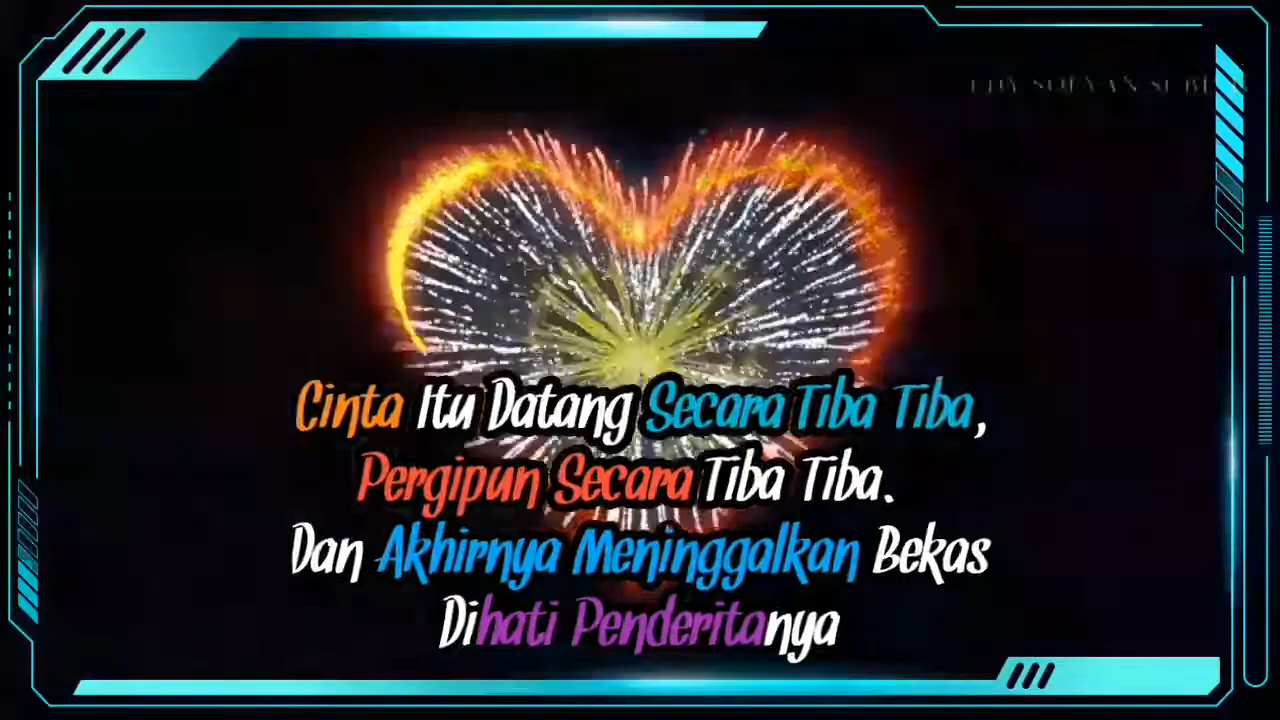 Cinta Itu Datang Secara Tiba Tiba,
Pergipun Secara Tiba Tiba.
Dan Akhirnya Meninggalkan Bekas
Dihati Penderitanya